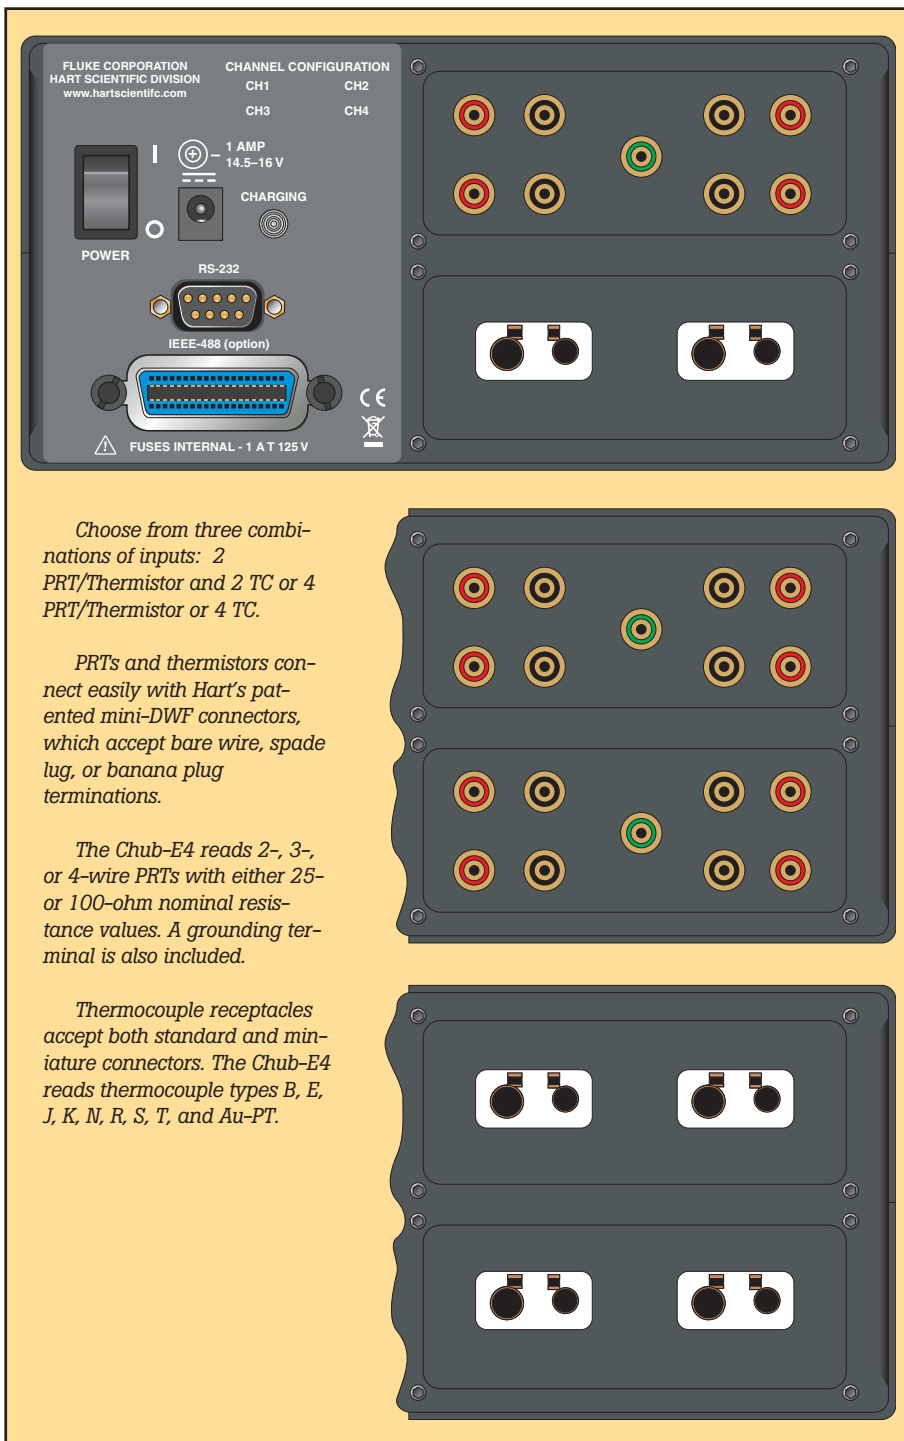 FLUKE CORPORATION
HART SCIENTIFIC DIVISION
www.hartscientifc.com
CHANNEL CONFIGURATION
CH1 CH2
CH3 CH4
1 AMP
14.5–16 V
CHARGING
POWER
RS-232
IEEE-488 (option)
CE
FUSES INTERNAL - 1 A T 125 V
Choose from three combi-
nations of inputs: 2
PRT/Thermistor and 2 TC or 4
PRT/Thermistor or 4 TC.
PRTs and thermistors con-
nect easily with Hart's pat-
ented mini-DWF connectors,
which accept bare wire, spade
lug, or banana plug
terminations.
The Chub-E4 reads 2-, 3-,
or 4-wire PRTs with either 25-
or 100-ohm nominal resis-
tance values. A grounding ter-
minal is also included.
Thermocouple receptacles
accept both standard and min-
iature connectors. The Chub-E4
reads thermocouple types B, E,
J, K, N, R, S, T, and Au-PT.